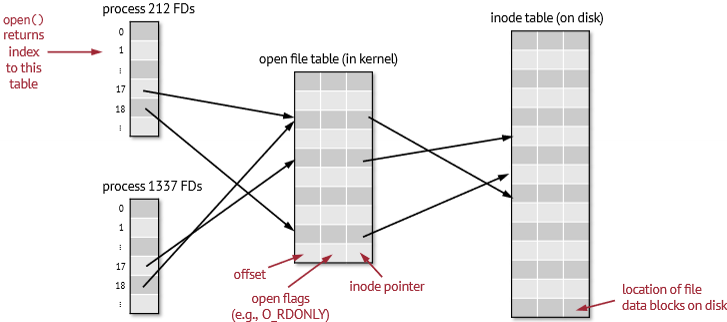 process 212 FDs
inode table (on disk)
open()
returns
index
to this
table
0
1
⋮
17
18
⋮
open file table (in kernel)
process 1337 FDs
0
1
⋮
17
18
⋮
offset
open flags
(e.g., O_RDONLY)
inode pointer
location of file
data blocks on disk